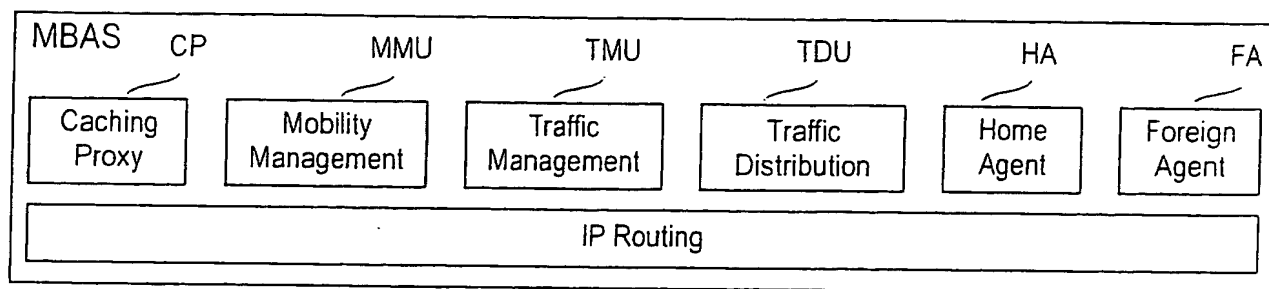 MBAS
CP
MMU
TMU
TDU
HA
FA
Caching
Proxy
Mobility
Management
Traffic
Management
Traffic
Distribution
Home
Agent
Foreign
Agent
IP Routing